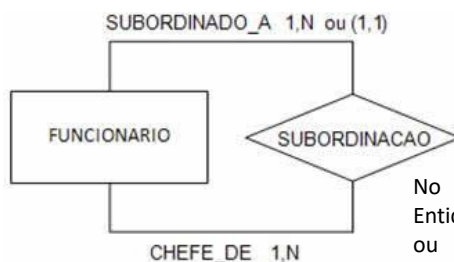 SUBORDINADO_A 1,N ou (1,1)
FUNCIONARIO
SUBORDINACAO
CHEFE_DE 1,N
No
ou